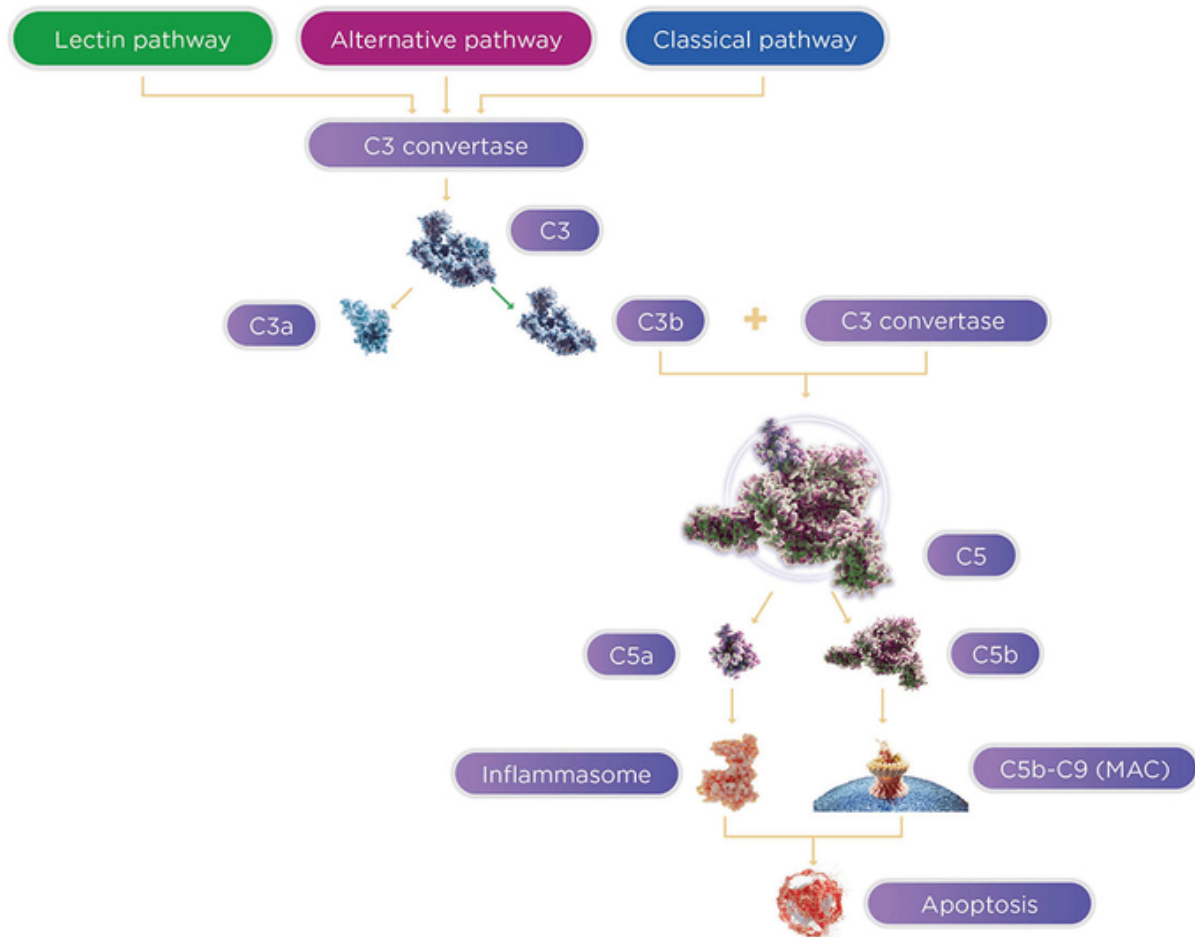 Lectin pathway
Alternative pathway
Classical pathway
C3 convertase
C3
C3a
C3b
+
C3 convertase
C5
C5a
C5b
Inflammasome
C5b-C9 (MAC)
Apoptosis